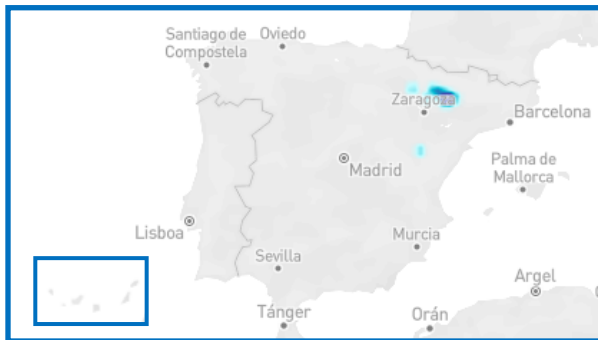 Santiago de
Compostela
Oviedo
Zaragoza
Barcelona
Madrid
Palma de
Mallorca
Lisboa
Murcia
Sevilla
Argel
Tánger
Orán